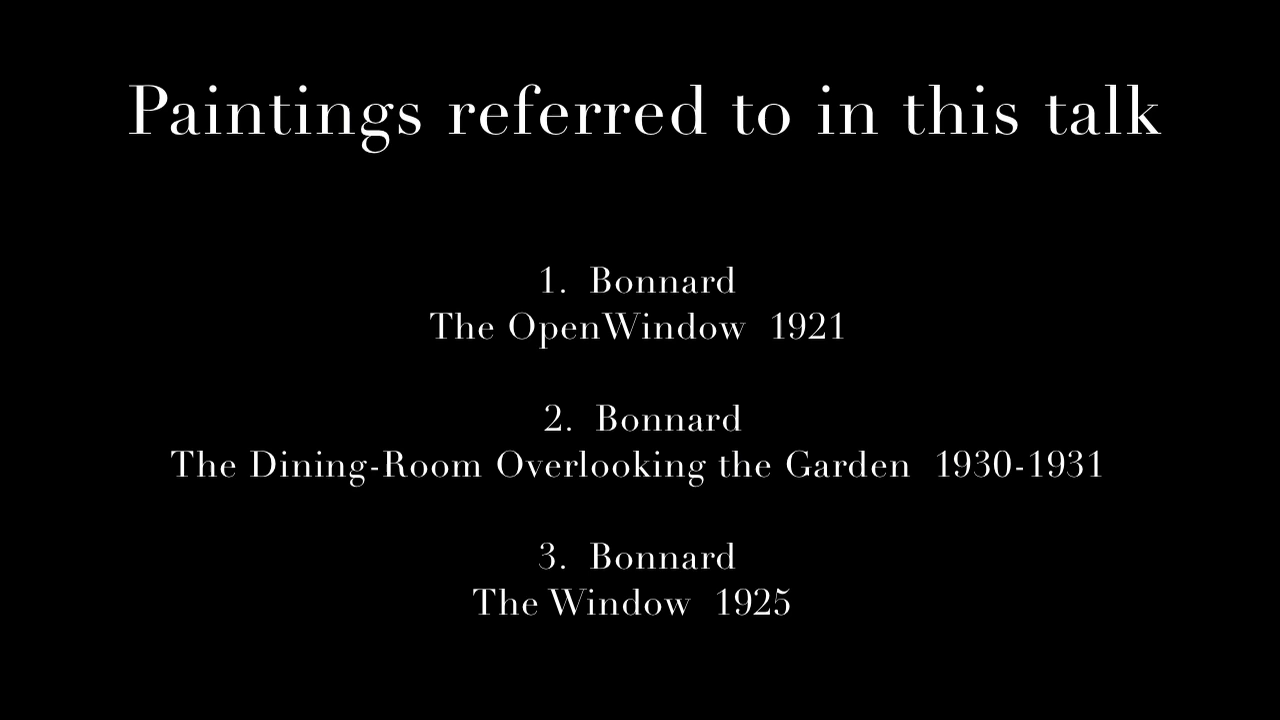 Paintings referred to in this talk
1. Bonnard
The OpenWindow 1921
2. Bonnard
The Dining-Room Overlooking the Garden 1930-1931
3. Bonnard
The Window 1925